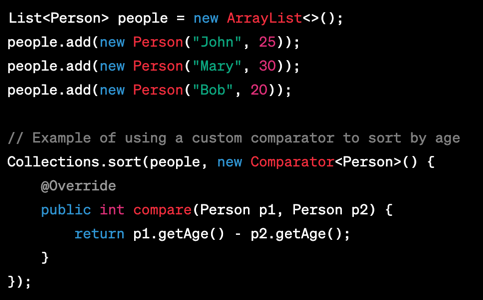 List<Person> people = new ArrayList<>();
people.add(new Person("John", 25));
people.add(new Person("Mary", 30));
people.add(new Person("Bob", 20));
// Example of using a custom comparator to sort by age
Collections.sort(people, new Comparator<Person>() {
    @Override
    public int compare(Person p1, Person p2) {
        return p1.getAge() - p2.getAge();
    }
});